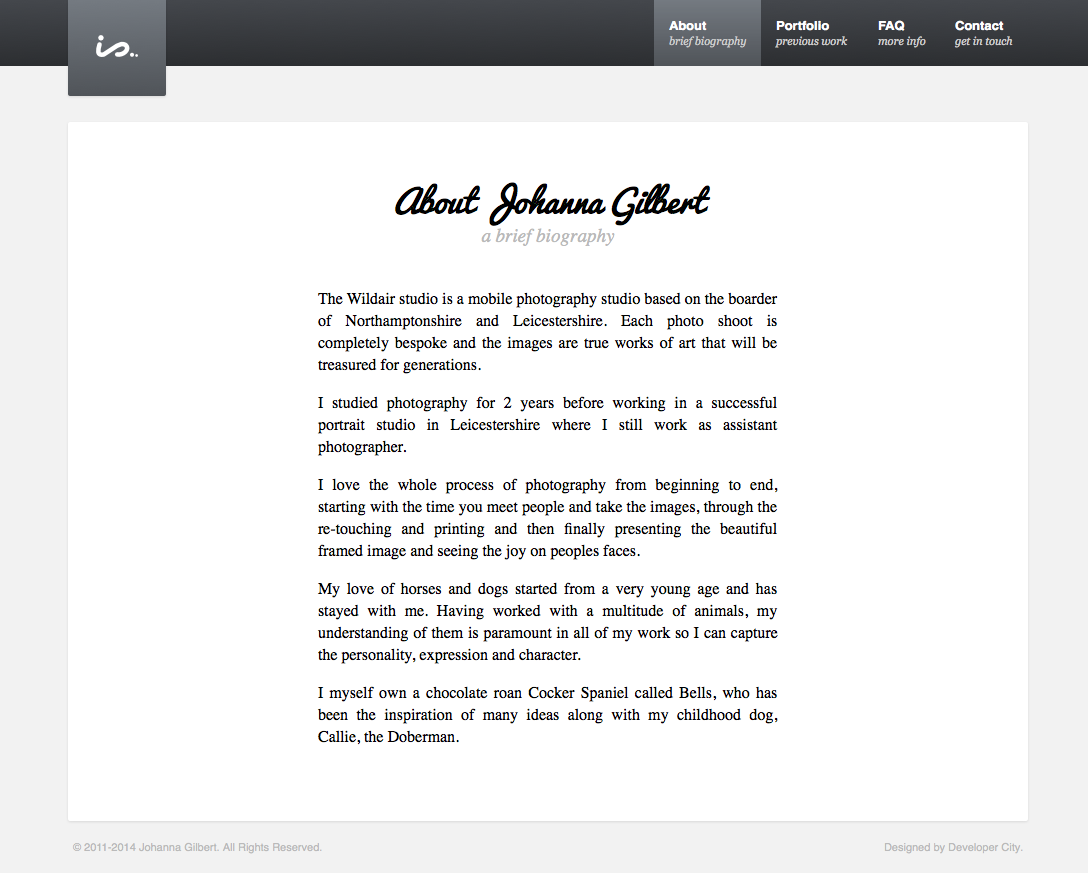 is..
About
brief biography
Portfolio
previous work
FAQ
more info
Contact
get in touch
About Johanna Gilbert
a brief biography
The Wildair studio is a mobile photography studio based on the boarder
of Northamptonshire and Leicestershire. Each photo shoot is
completely bespoke and the images are true works of art that will be
treasured for generations.
I studied photography for 2 years before working in a successful
portrait studio in Leicestershire where I still work as assistant
photographer.
I love the whole process of photography from beginning to end,
starting with the time you meet people and take the images, through the
re-touching and printing and then finally presenting the beautiful
framed image and seeing the joy on peoples faces.
My love of horses and dogs started from a very young age and has
stayed with me. Having worked with a multitude of animals, my
understanding of them is paramount in all of my work so I can capture
the personality, expression and character.
I myself own a chocolate roan Cocker Spaniel called Bells, who has
been the inspiration of many ideas along with my childhood dog,
Callie, the Doberman.
© 2011-2014 Johanna Gilbert. All Rights Reserved.
Designed by Developer City.